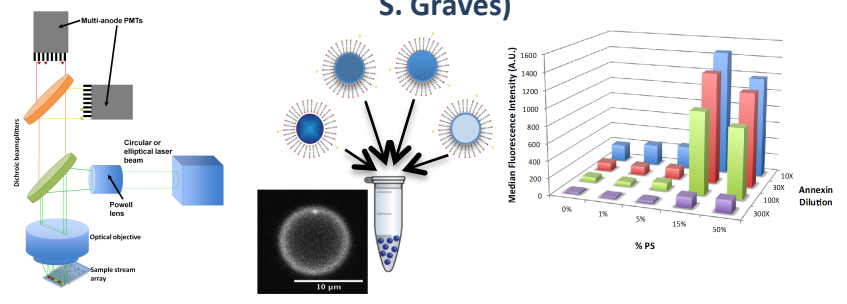 S. Graves)
Multi-anode PMTs
Dichroic beamsplitters
Circular or
elliptical laser
beam
Powell
lens
Optical objective
Sample stream
array
10 µm
Median Fluorescence Intensity (A.U.)
1600
1400
1200
1000
800
600
400
200
0
0%
1%
5%
15%
50%
% PS
10X
30X
100X
300X
Annexin
Dilution